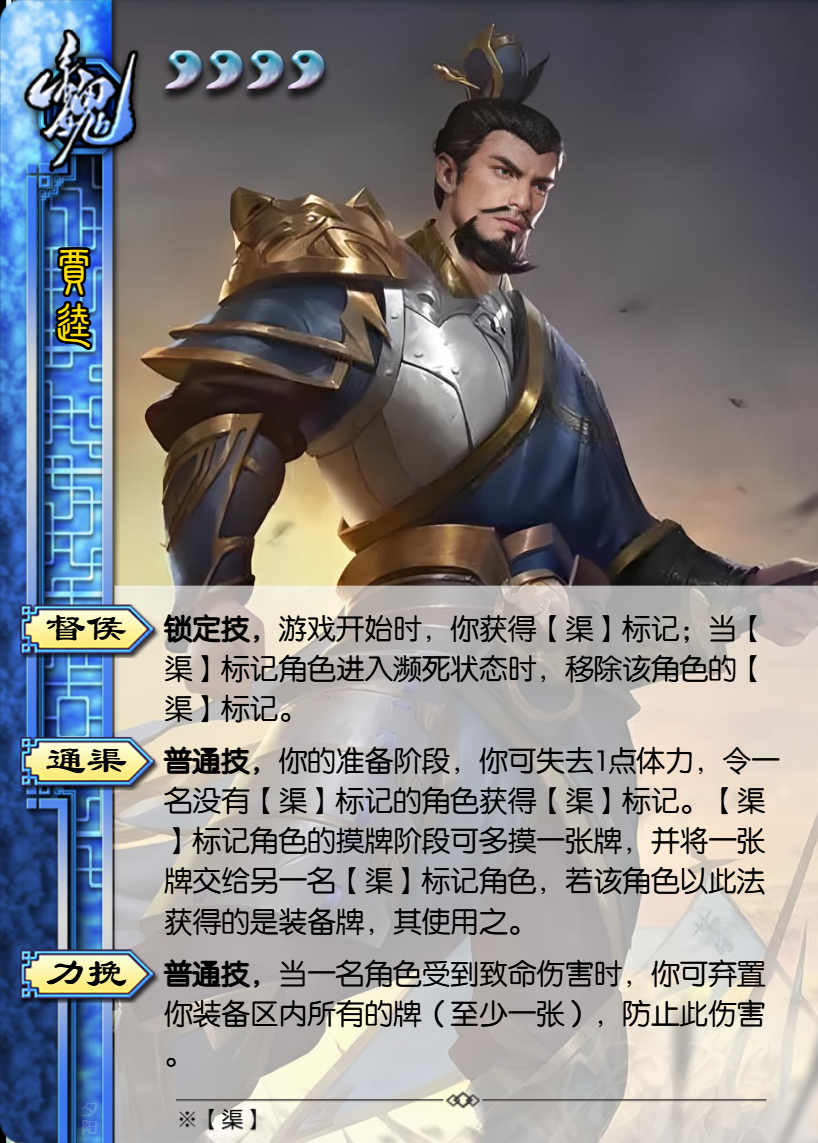 魏
賈逵
督侯
锁定技，游戏开始时，你获得【渠】标记；当【
渠】标记角色进入濒死状态时，移除该角色的【
渠】标记。
通渠
普通技，你的准备阶段，你可失去1点体力，令一
名没有【渠】标记的角色获得【渠】标记。【渠
】标记角色的摸牌阶段可多摸一张牌，并将一张
牌交给另一名【渠】标记角色，若该角色以此法
获得的是装备牌，其使用之。
力挽
普通技，当一名角色受到致命伤害时，你可弃置
你装备区内所有的牌（至少一张），防止此伤害
。
※【渠】
夕阳